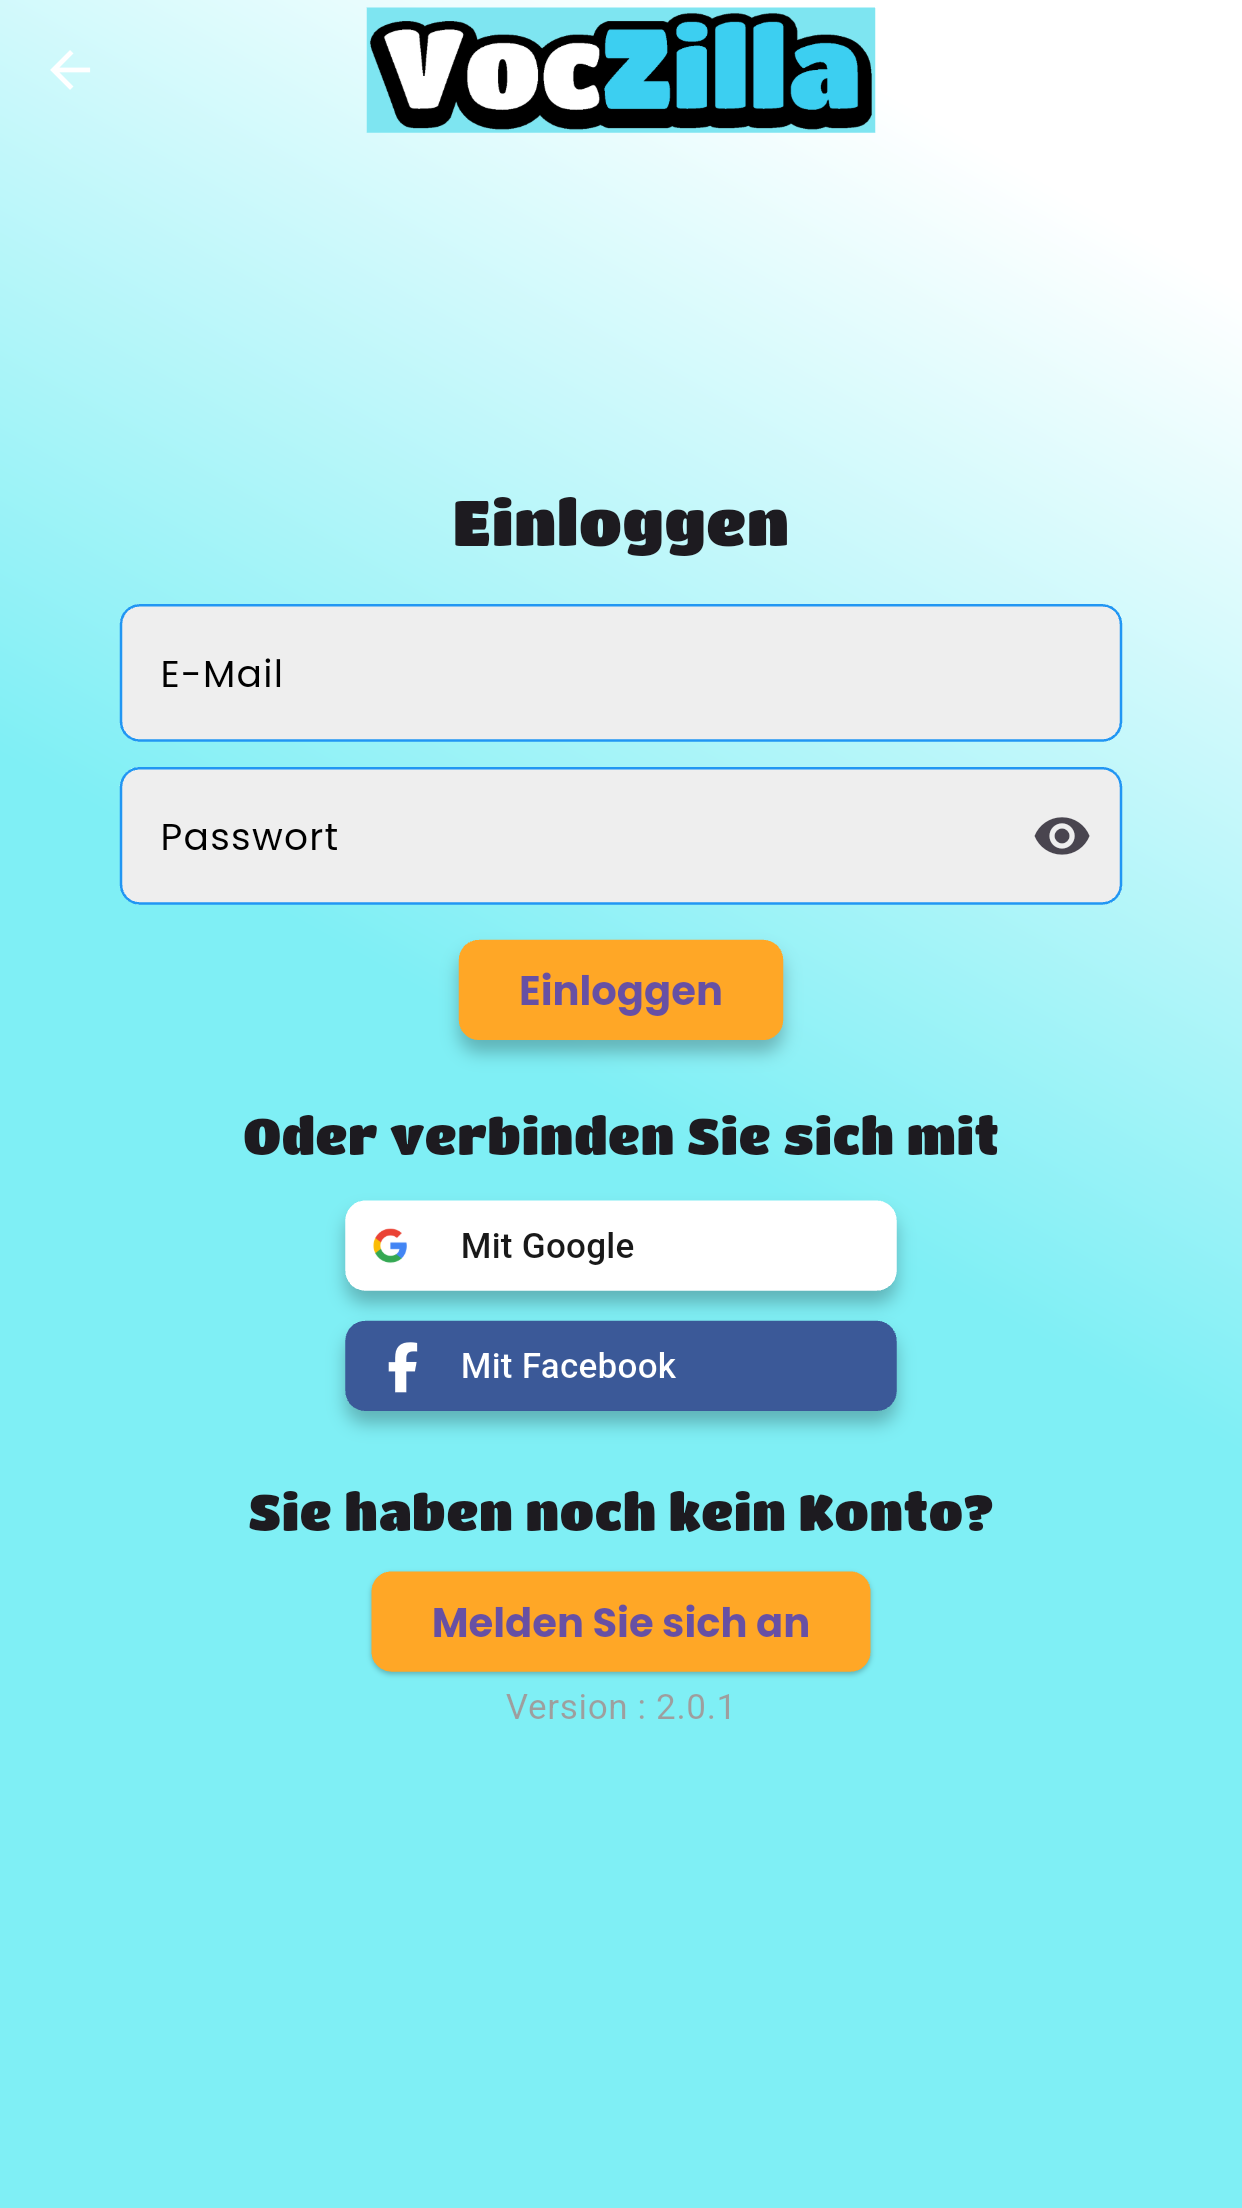 VocZilla
Einloggen
E-Mail
Passwort
Einloggen
Oder verbinden Sie sich mit
Mit Google
Mit Facebook
Sie haben noch kein Konto?
Melden Sie sich an
Version : 2.0.1